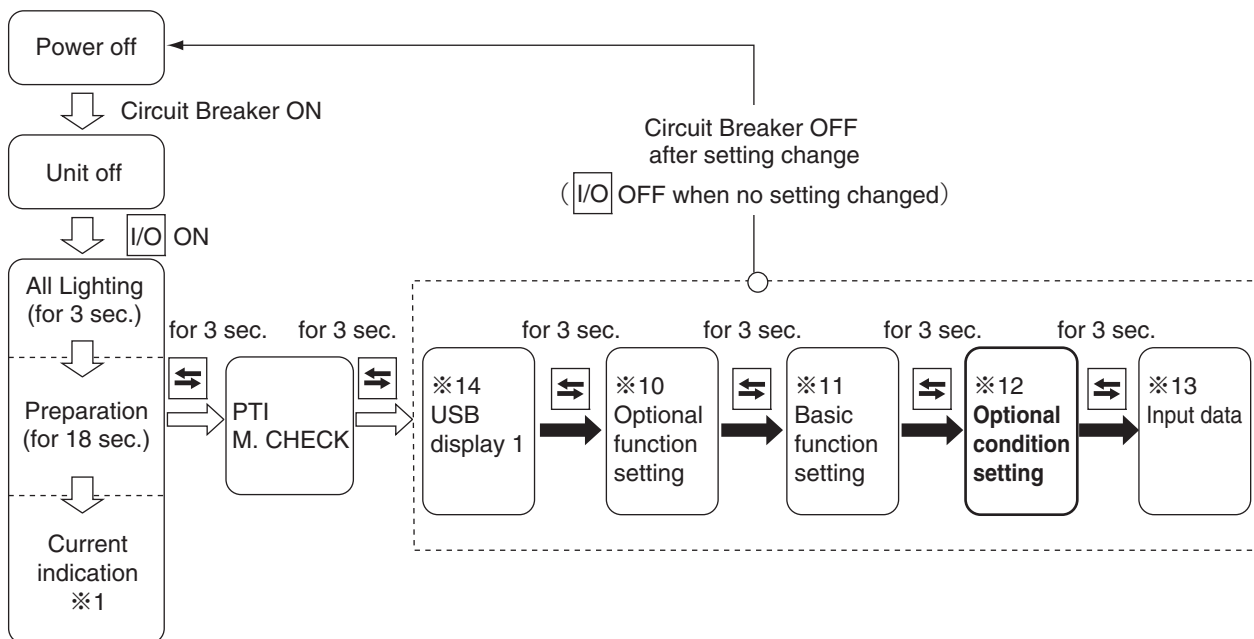 Power off
Circuit Breaker ON
Unit off
I/O ON
Circuit Breaker OFF
after setting change
（ I/O OFF when no setting changed）
All Lighting
(for 3 sec.)
Preparation
(for 18 sec.)
Current
indication
※1
for 3 sec.
PTI
M. CHECK
for 3 sec.
※14
USB
display 1
for 3 sec.
※10
Optional
function
setting
for 3 sec.
※11
Basic
function
setting
for 3 sec.
※12
Optional
condition
setting
for 3 sec.
※13
Input data